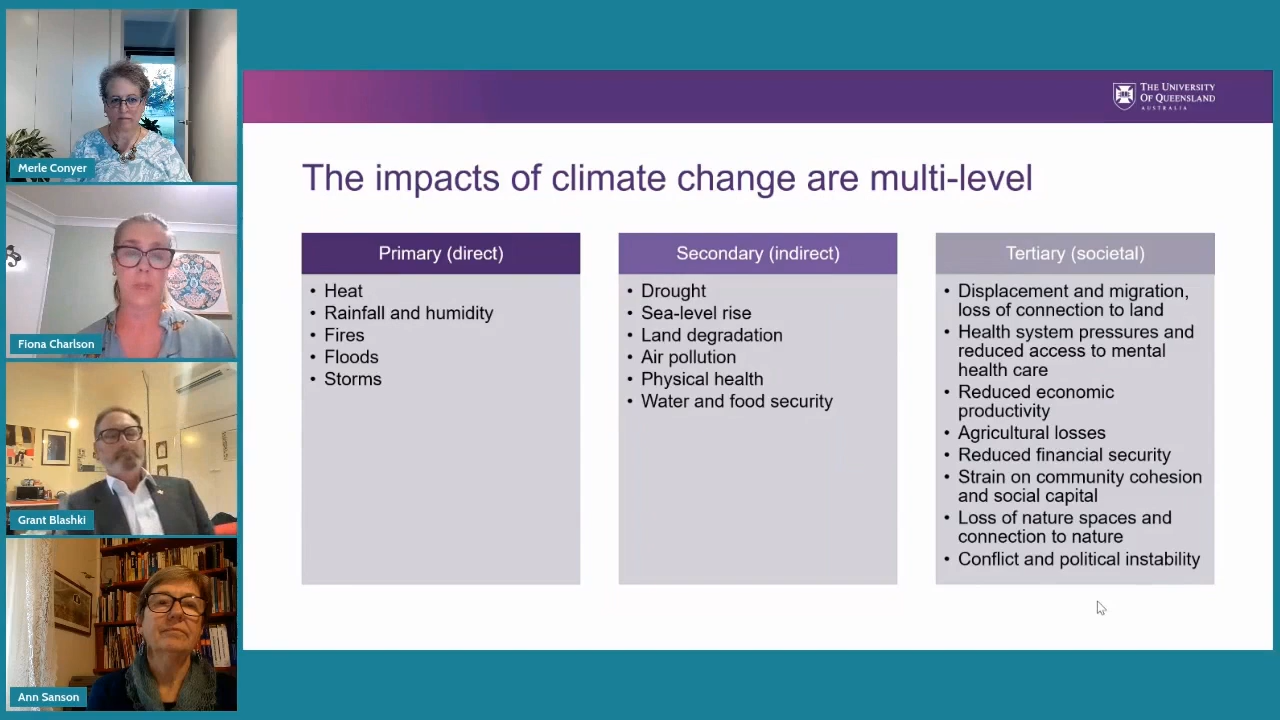 Merle Conyer
Fiona Charlson
Grant Blashki
Ann Sanson
THE UNIVERSITY
OF QUEENSLAND
AUSTRALIA
The impacts of climate change are multi-level
Primary (direct)
• Heat
• Rainfall and humidity
• Fires
• Floods
• Storms
Secondary (indirect)
• Drought
• Sea-level rise
• Land degradation
• Air pollution
• Physical health
• Water and food security
Tertiary (societal)
• Displacement and migration,
loss of connection to land
• Health system pressures and
reduced access to mental
health care
• Reduced economic
productivity
• Agricultural losses
• Reduced financial security
• Strain on community cohesion
and social capital
• Loss of nature spaces and
connection to nature
• Conflict and political instability